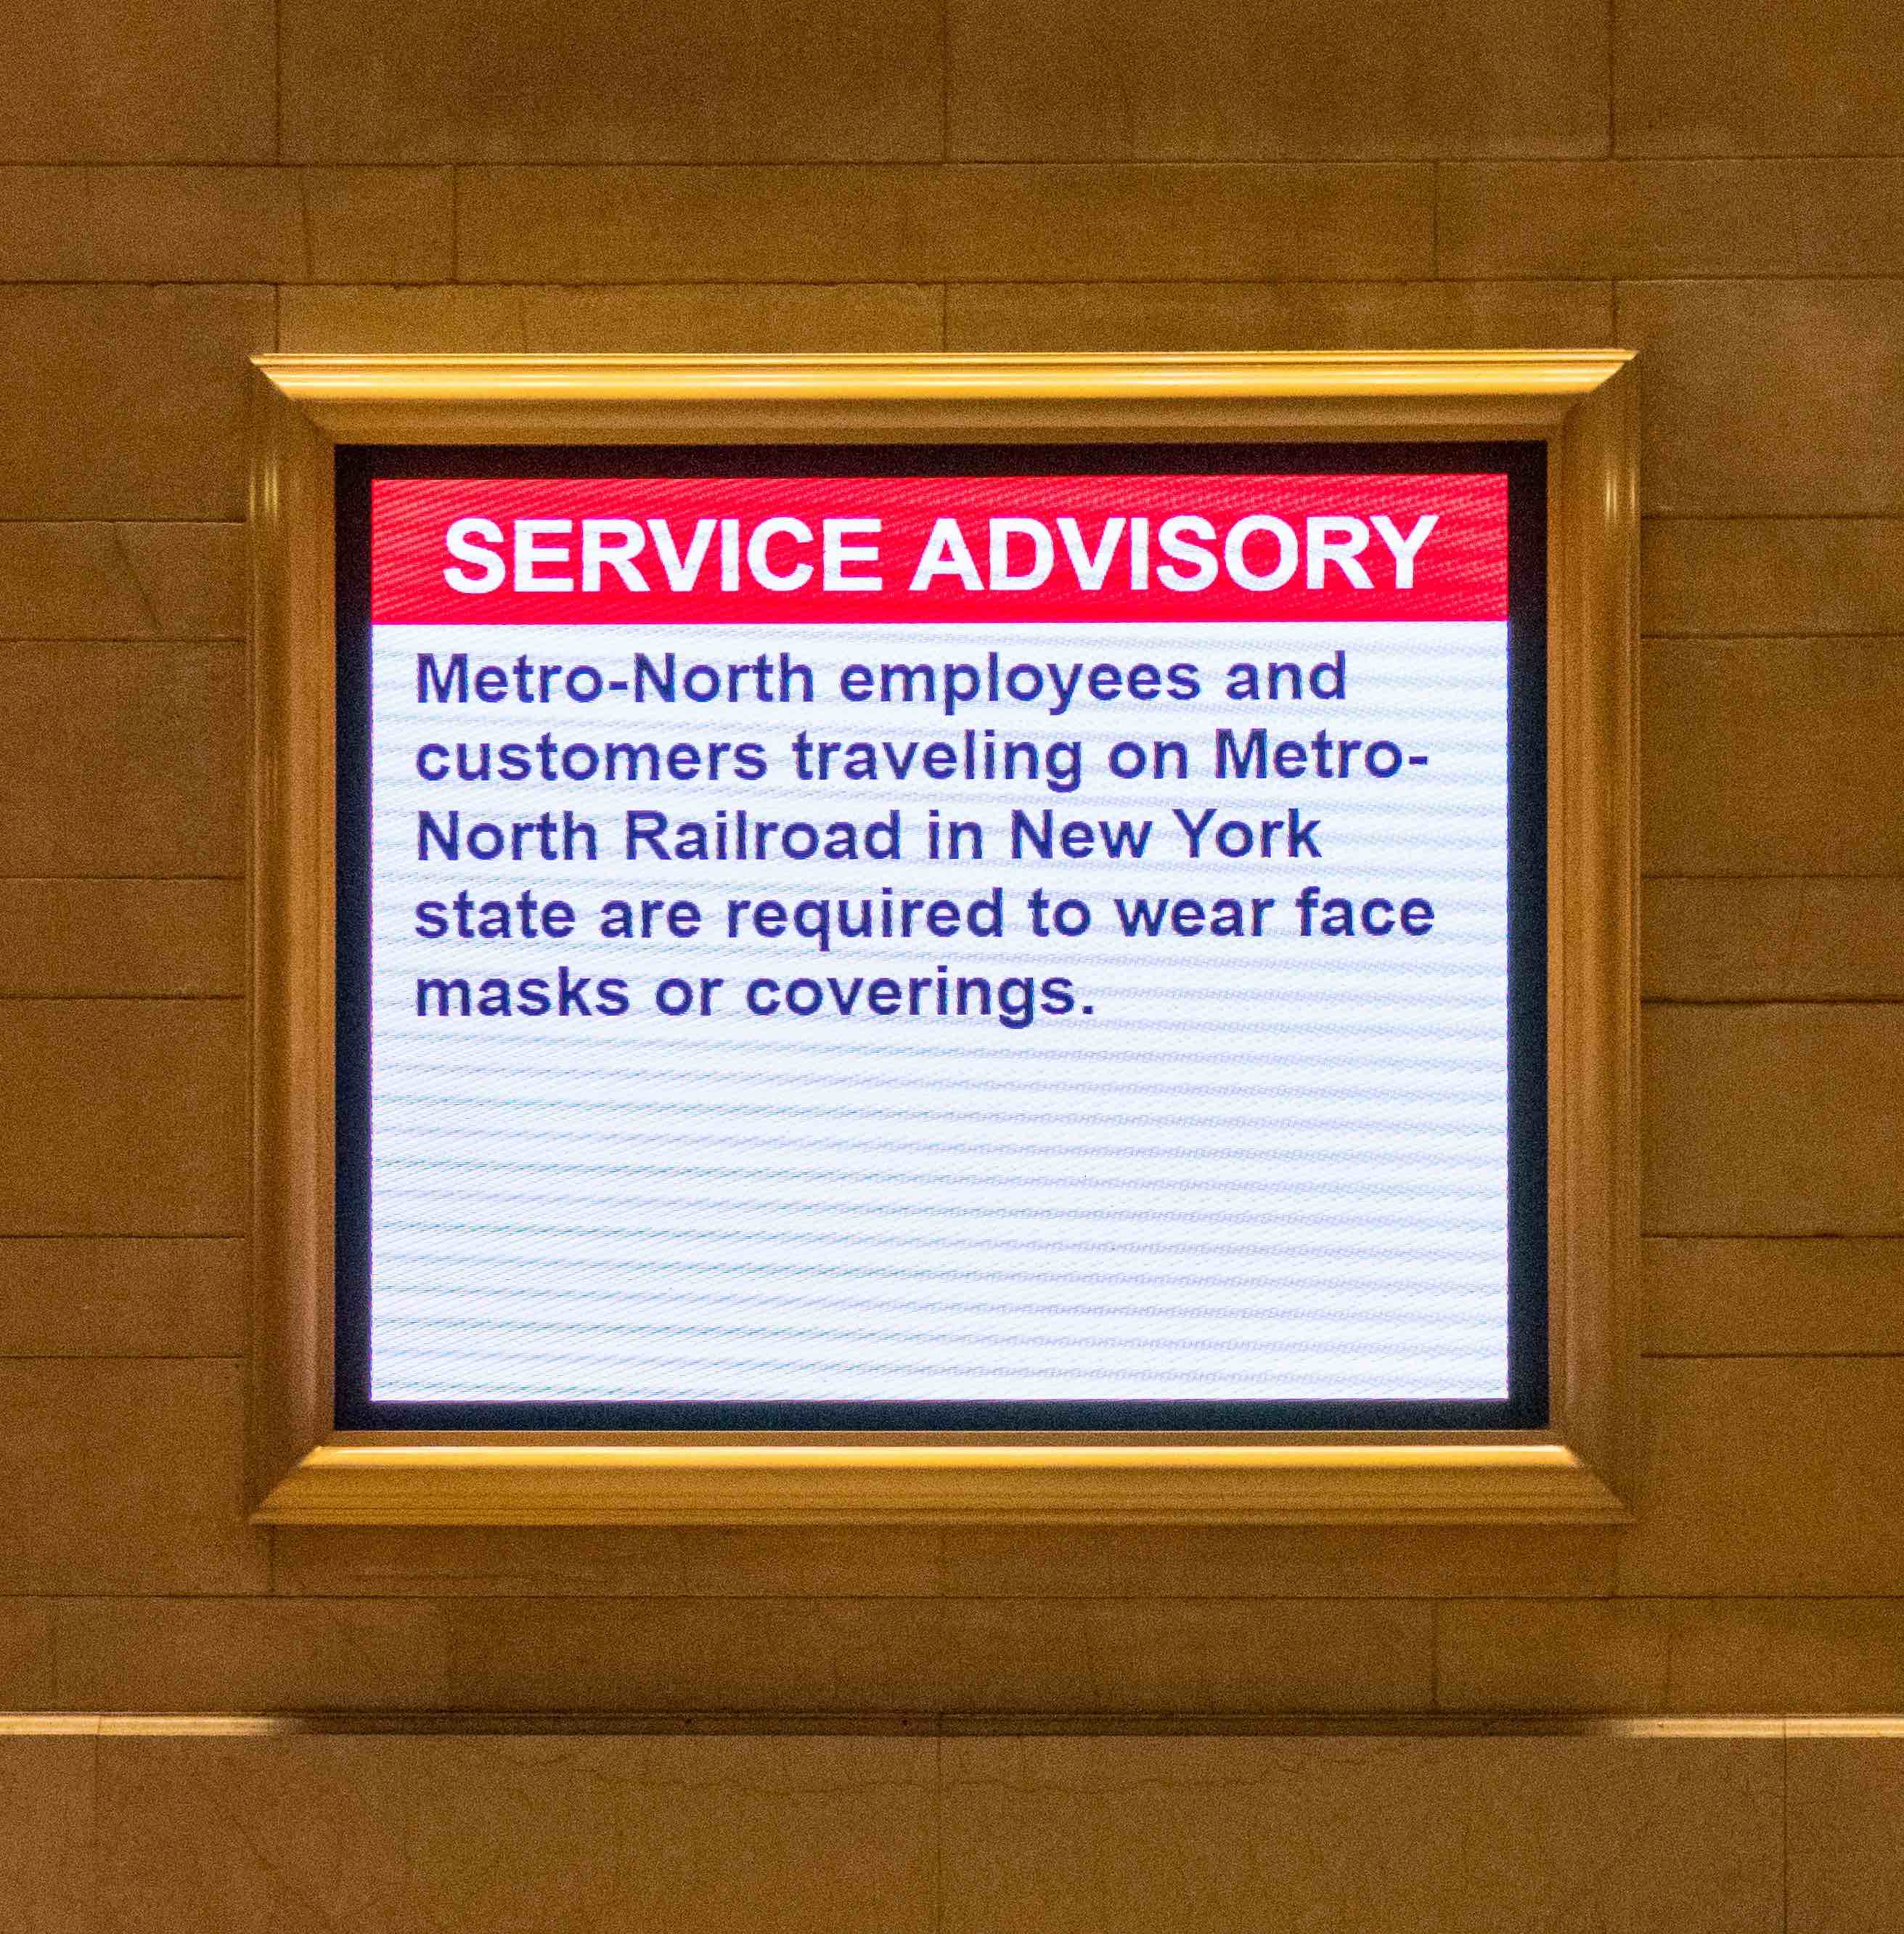 SERVICE ADVISORY
Metro-North employees and
customers traveling on Metro-
North Railroad in New York
state are required to wear face
masks or coverings.